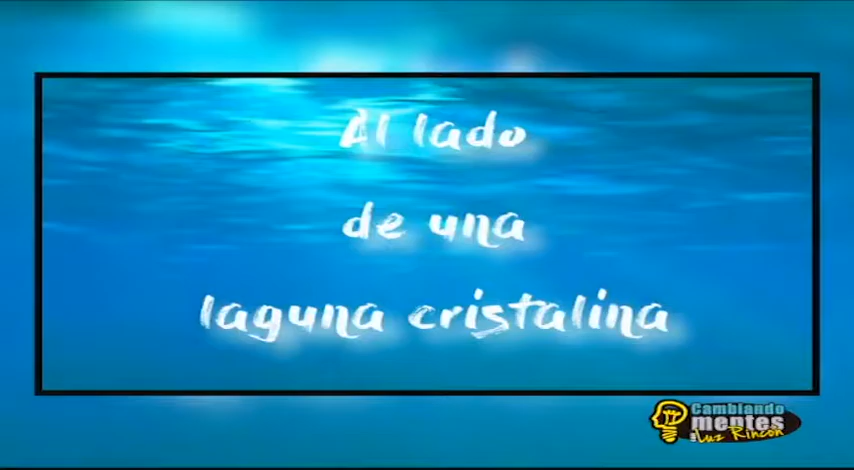 Al lado
de una
laguna cristalina
Cambiando
mentes
Luz Rincón